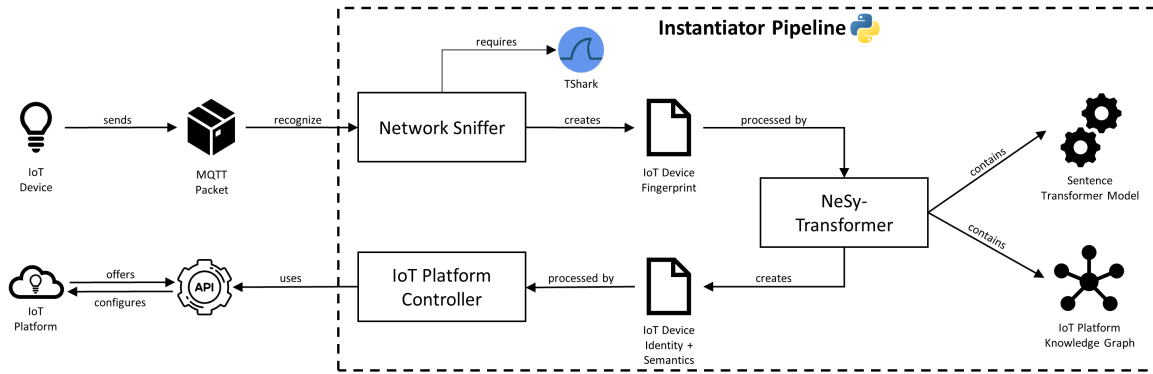 Instantiator Pipeline
requires
TShark
sends
recognize
Network Sniffer
creates
processed by
contains
IoT
Device
MQTT
Packet
IoT Device
Fingerprint
Sentence
Transformer Model
NeSy-
Transformer
contains
offers
configures
API
uses
IoT Platform
Controller
processed by
creates
IoT
Platform
IoT Device
Identity +
Semantics
IoT Platform
Knowledge Graph